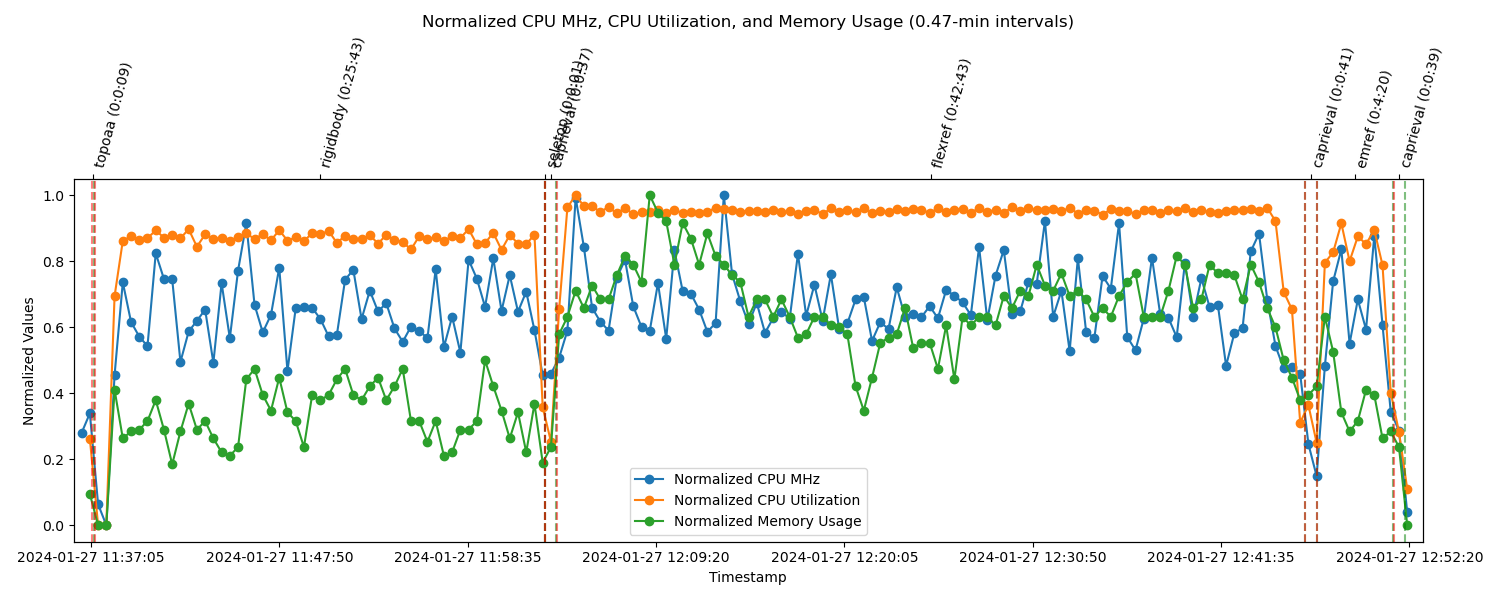 Normalized CPU MHz, CPU Utilization, and Memory Usage (0.47-min intervals)
topoaa (0:0:09)
rigidbody (0:25:43)
seletop (0:0:01)
caprieval (0:0:37)
flexref (0:42:43)
caprieval (0:0:41)
emref (0:4:20)
caprieval (0:0:39)
Normalized Values
1.0
0.8
0.6
0.4
0.2
0.0
Normalized CPU MHz
Normalized CPU Utilization
Normalized Memory Usage
2024-01-27 11:37:05
2024-01-27 11:47:50
2024-01-27 11:58:35
2024-01-27 12:09:20
2024-01-27 12:20:05
2024-01-27 12:30:50
2024-01-27 12:41:35
2024-01-27 12:52:20
Timestamp